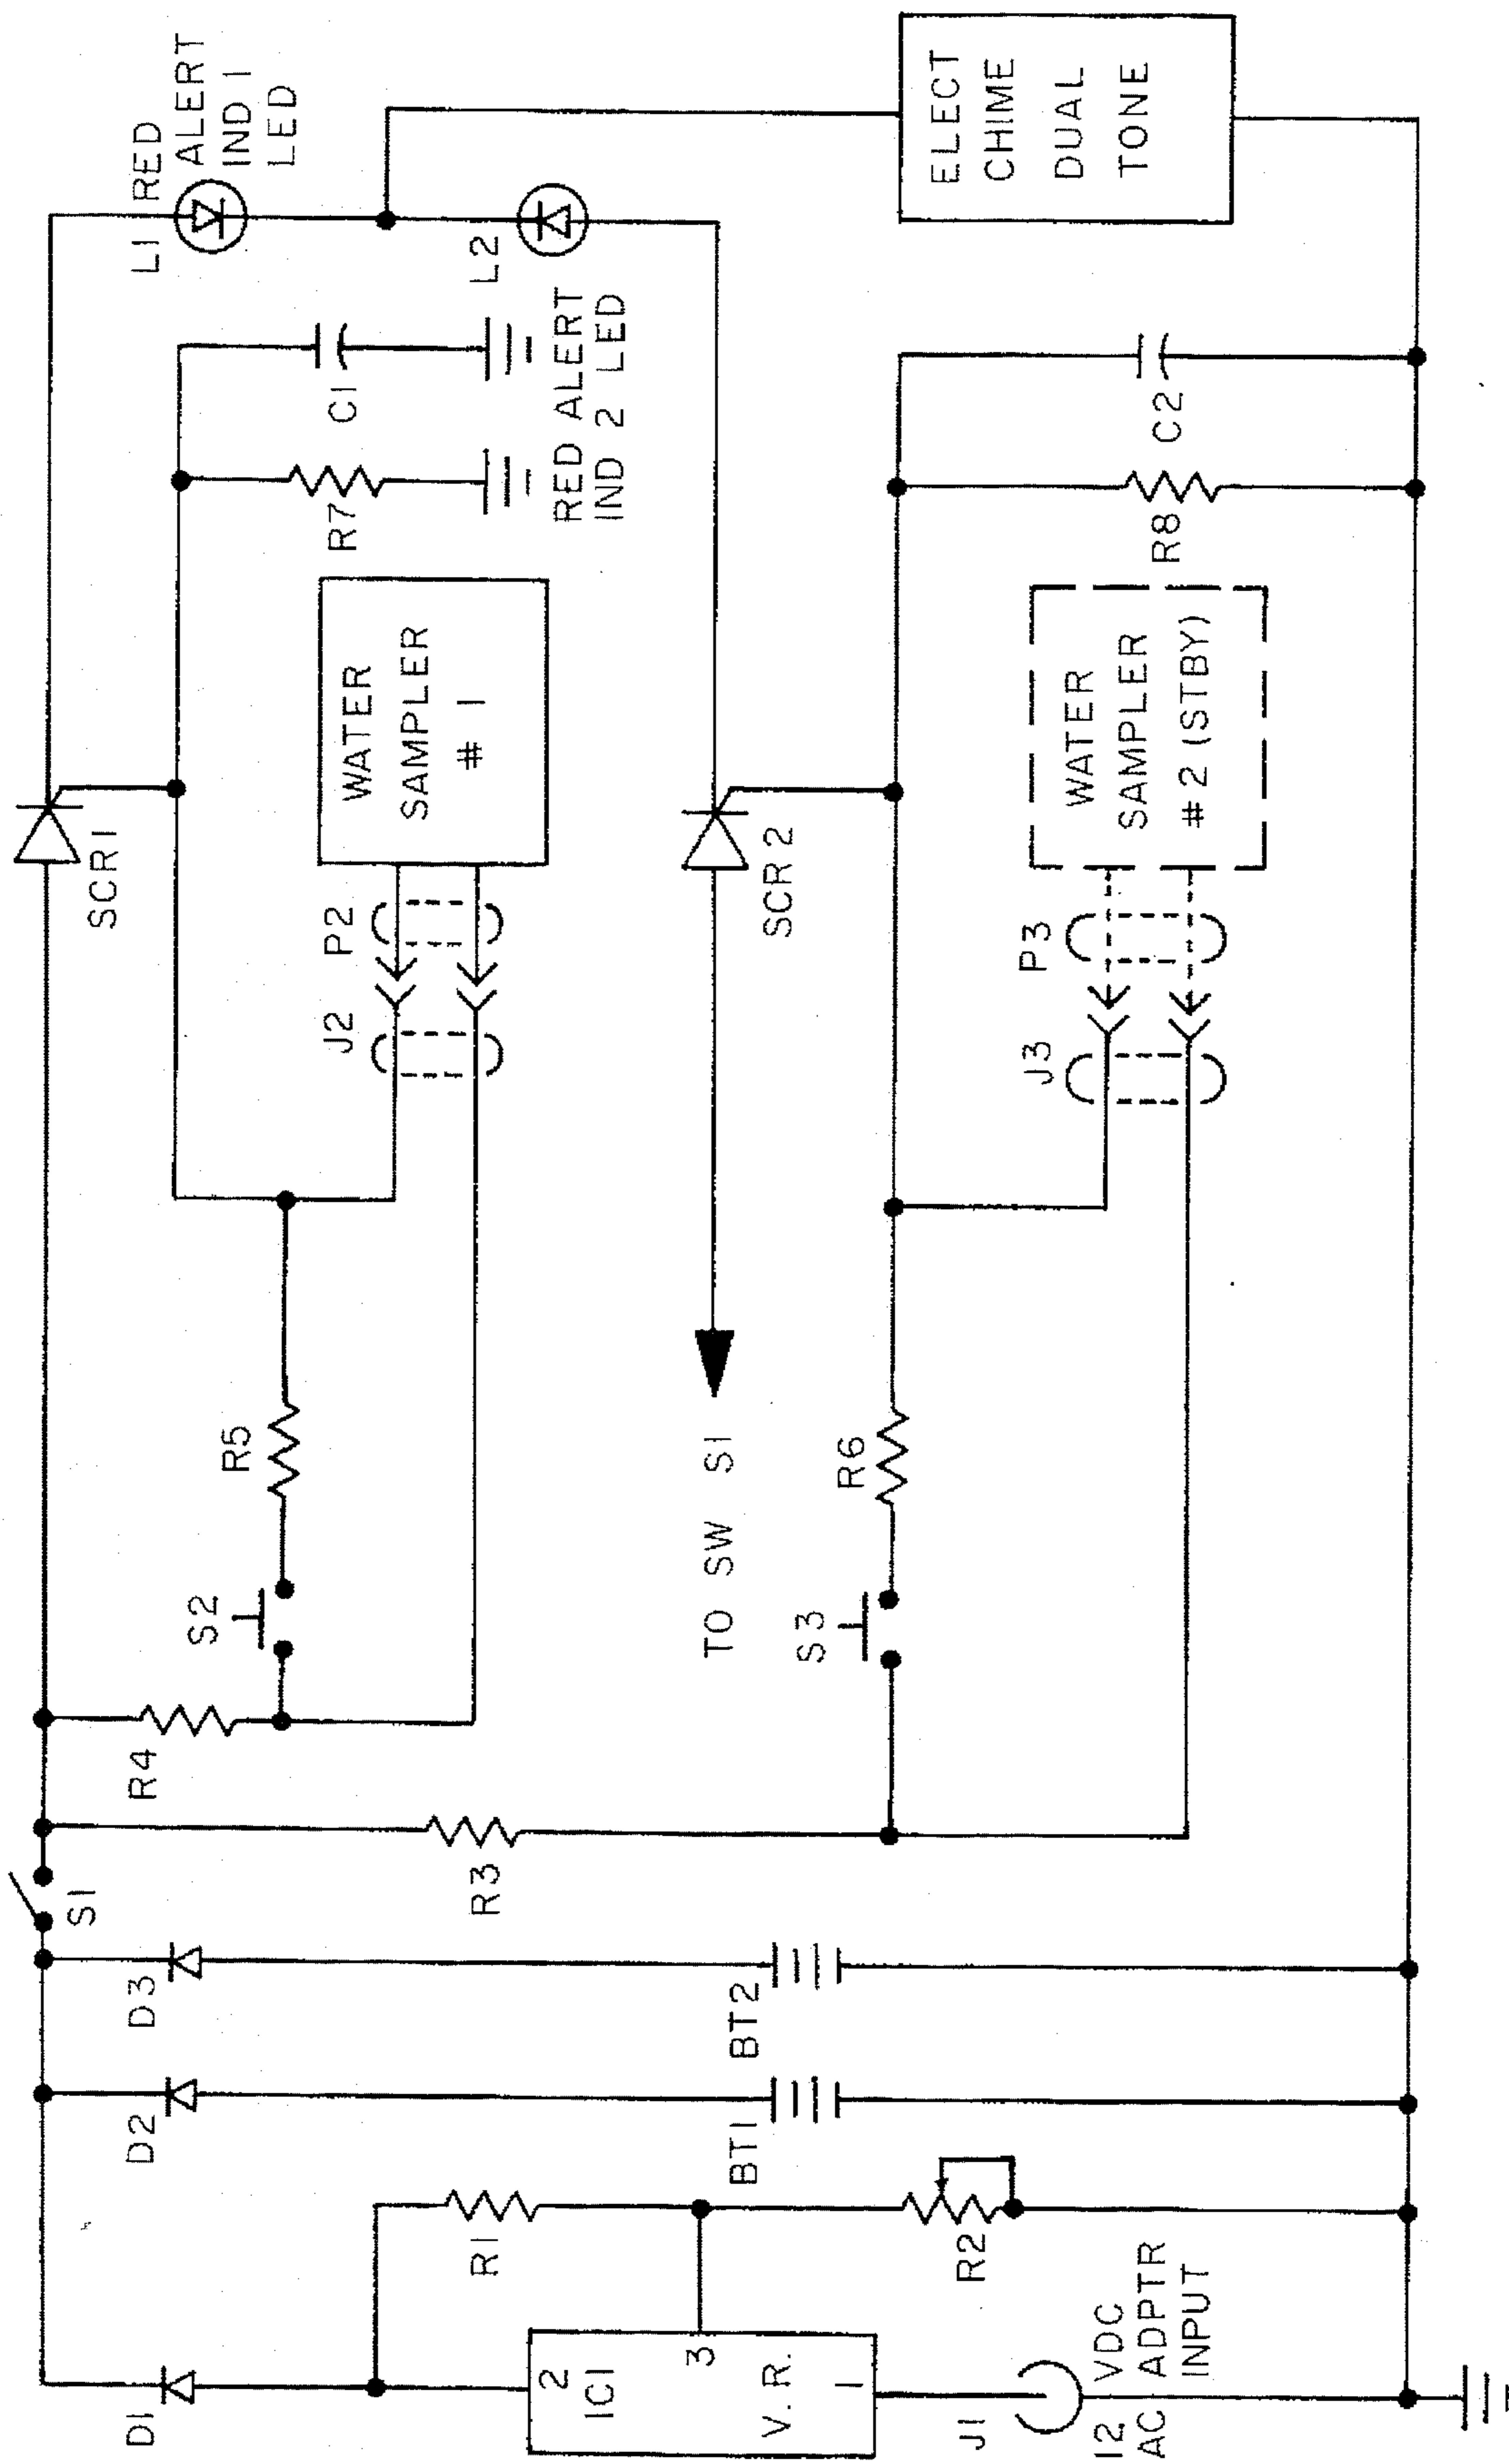 L1 RED
ALERT
IND 1
LED
L2
RED ALERT
IND 2 LED
ELECT
CHIME
DUAL
TONE
SCR1
C1
R7
WATER
SAMPLER
# 1
P2
J2
SCR 2
C2
R8
WATER
SAMPLER
#2 (STBY)
P3
J3
R5
S2
R4
TO SW S1
R6
S3
R3
S1
D3
BT2
D2
BT1
R1
R2
D1
2
IC1
3
V. R.
1
J1
12 VDC
AC ADPTR
INPUT